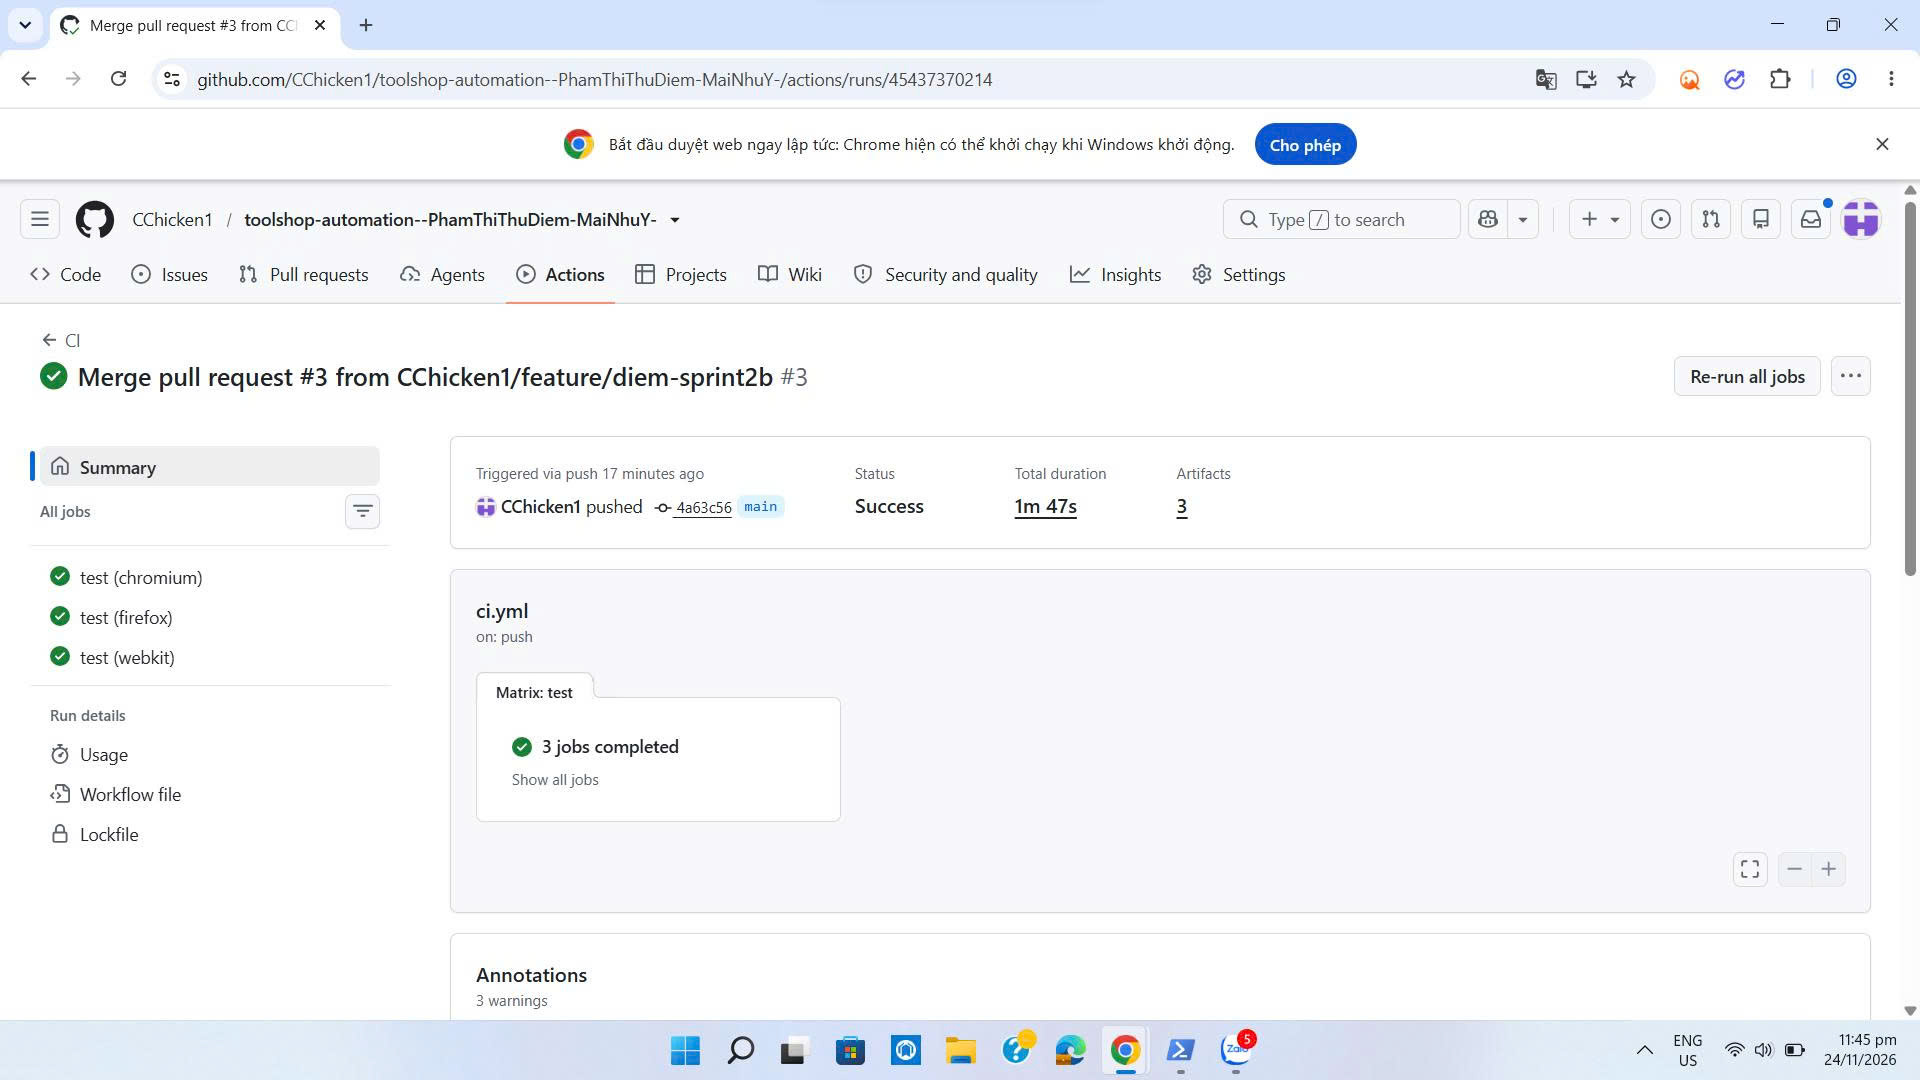 Merge pull request #3 from CC
github.com/CChicken1/toolshop-automation--PhamThiThuDiem-MaiNhuY-/actions/runs/45437370214
Bắt đầu duyệt web ngay lập tức: Chrome hiện có thể khởi chạy khi Windows khởi động.
Cho phép
CChicken1 / toolshop-automation--PhamThiThuDiem-MaiNhuY-
Type / to search
Code
Issues
Pull requests
Agents
Actions
Projects
Wiki
Security and quality
Insights
Settings
CI
Merge pull request #3 from CChicken1/feature/diem-sprint2b #3
Re-run all jobs
Summary
All jobs
test (chromium)
test (firefox)
test (webkit)
Run details
Usage
Workflow file
Lockfile
Triggered via push 17 minutes ago
CChicken1 pushed 4a63c56 main
Status
Success
Total duration
1m 47s
Artifacts
3
ci.yml
on: push
Matrix: test
3 jobs completed
Show all jobs
Annotations
3 warnings
Zalo
5
ENG
US
11:45 pm
24/11/2026